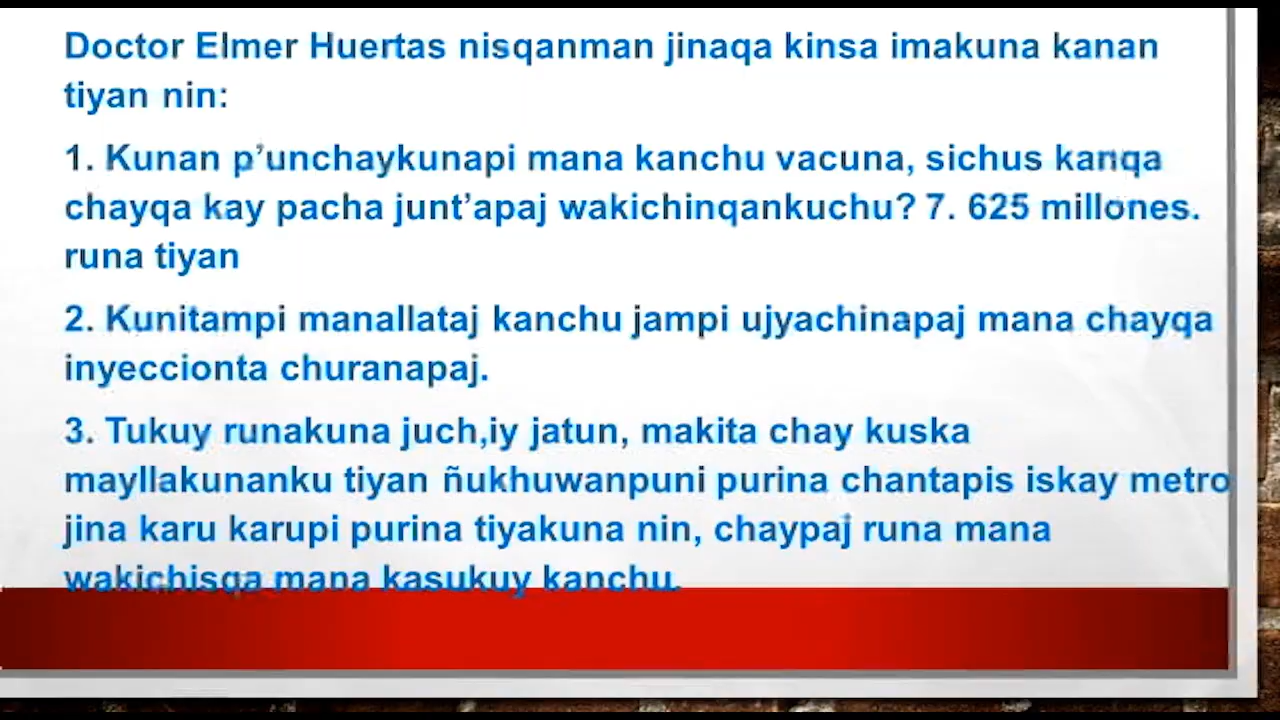 Doctor Elmer Huertas nisqanman jinaqa kinsa imakuna kanan
tiyan nin:
1. Kunan p’unchaykunapi mana kanchu vacuna, sichus kanqa
chayqa kay pacha junt’apaj wakichinqankuchu? 7. 625 millones.
runa tiyan
2. Kunitampi manallataj kanchu jampi ujyachinapaj mana chayqa
inyeccionta churanapaj.
3. Tukuy runakuna juch,iy jatun, makita chay kuska
mayllakunanku tiyan ñukhuwanpuni purina chantapis iskay metro
jina karu karupi purina tiyakuna nin, chaypaj runa mana
wakichisqa mana kasukuy kanchu.